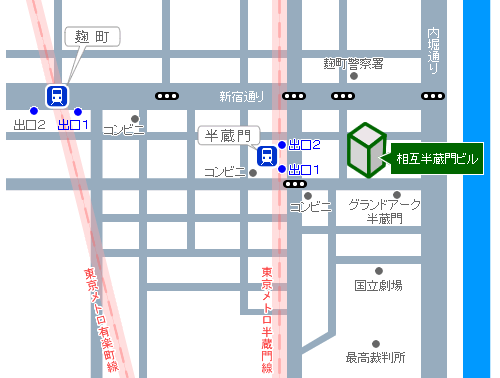 麹町
内堀通り
麹町警察署
新宿通り
出口2
出口1
コンビニ
半蔵門
出口2
出口1
コンビニ
相互半蔵門ビル
コンビニ
グランドアーク
半蔵門
東京メトロ有楽町線
東京メトロ半蔵門線
国立劇場
最高裁判所